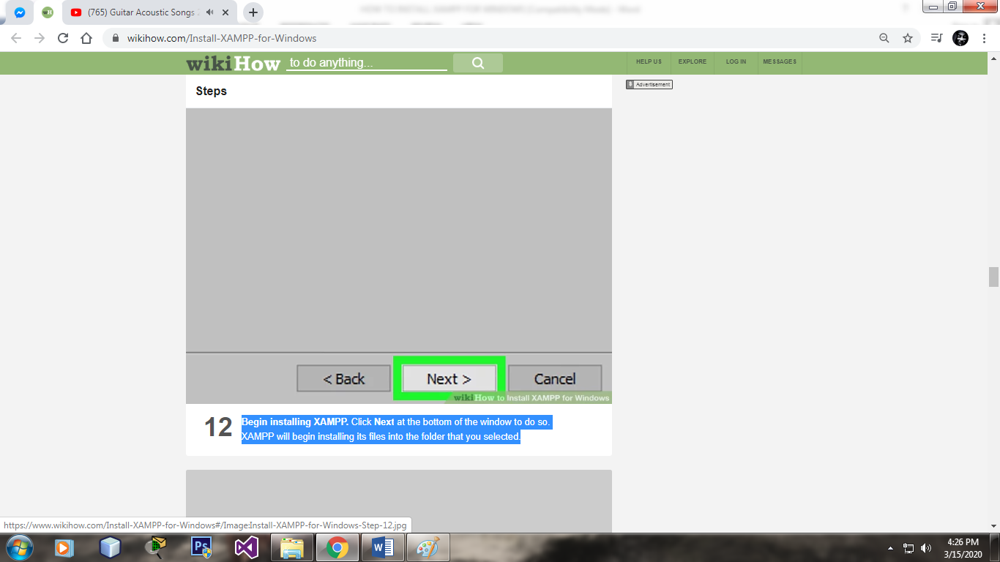 HOW TO INSTALL XAMPP FOR WINDOWS [Compatibility Mode] - Word
(765) Guitar Acoustic Songs
wikihow.com/Install-XAMPP-for-Windows
wikiHow to do anything...
HELP US EXPLORE LOG IN MESSAGES
Advertisement
Steps
< Back Next > Cancel
wikiHow to Install XAMPP for Windows
12 Begin installing XAMPP. Click Next at the bottom of the window to do so.
XAMPP will begin installing its files into the folder that you selected.
https://www.wikihow.com/Install-XAMPP-for-Windows#/Image:Install-XAMPP-for-Windows-Step-12.jpg
4:26 PM
3/15/2020